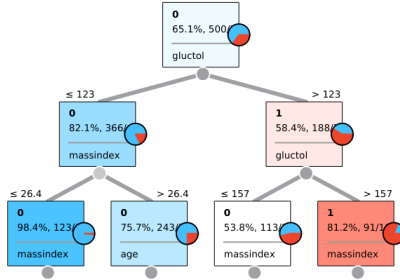 0
65.1%, 500/
gluctol
≤ 123
> 123
0
82.1%, 366/
massindex
1
58.4%, 188/
gluctol
≤ 26.4
> 26.4
≤ 157
> 157
0
98.4%, 123/
massindex
0
75.7%, 243/
age
0
53.8%, 113/
massindex
1
81.2%, 91/1
massindex